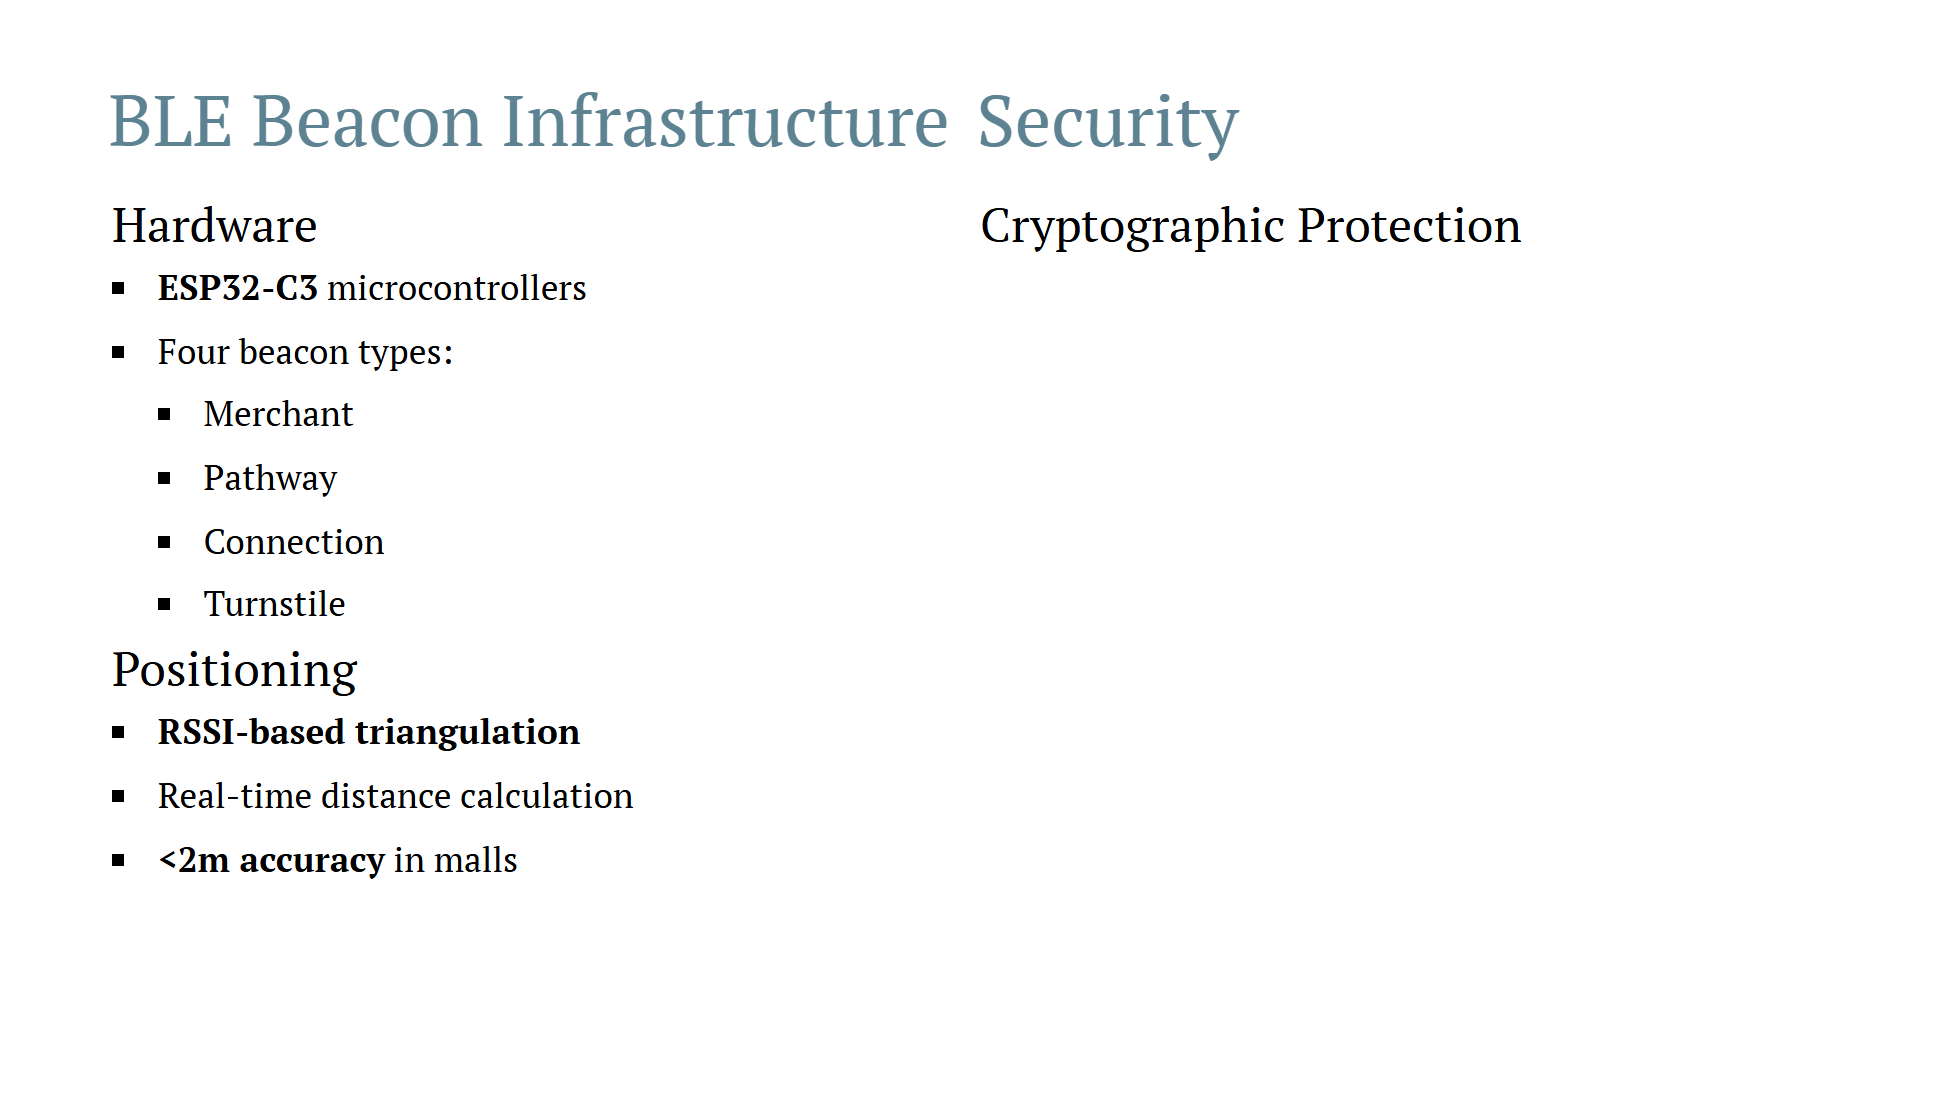 BLE Beacon Infrastructure
Hardware
ESP32-C3 microcontrollers
Four beacon types:
Merchant
Pathway
Connection
Turnstile
Positioning
RSSI-based triangulation
Real-time distance calculation
<2m accuracy in malls
Security
Cryptographic Protection